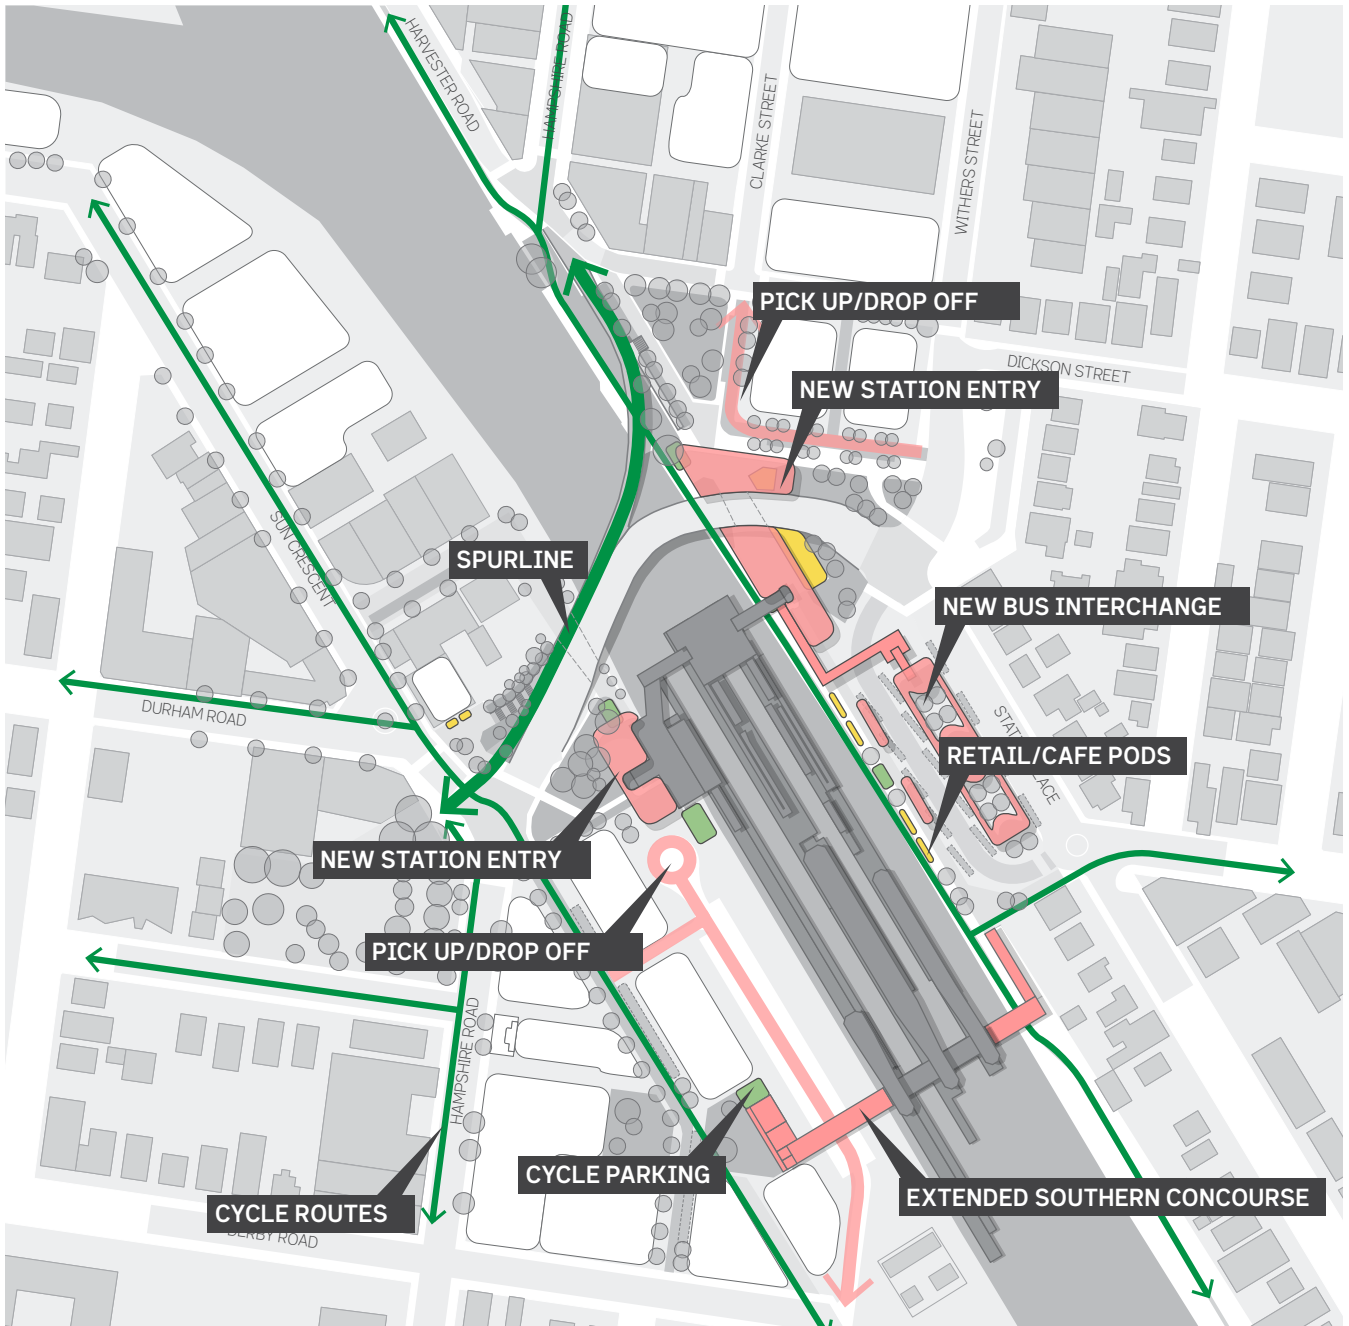 HARVESTER ROAD
HAMPSHIRE ROAD
CLARKE STREET
WITHERS STREET
PICK UP/DROP OFF
DICKSON STREET
NEW STATION ENTRY
SUN CRESCENT
SPURLINE
NEW BUS INTERCHANGE
DURHAM ROAD
RETAIL/CAFE PODS
NEW STATION ENTRY
PICK UP/DROP OFF
HAMPSHIRE ROAD
CYCLE PARKING
EXTENDED SOUTHERN CONCOURSE
CYCLE ROUTES
DERBY ROAD